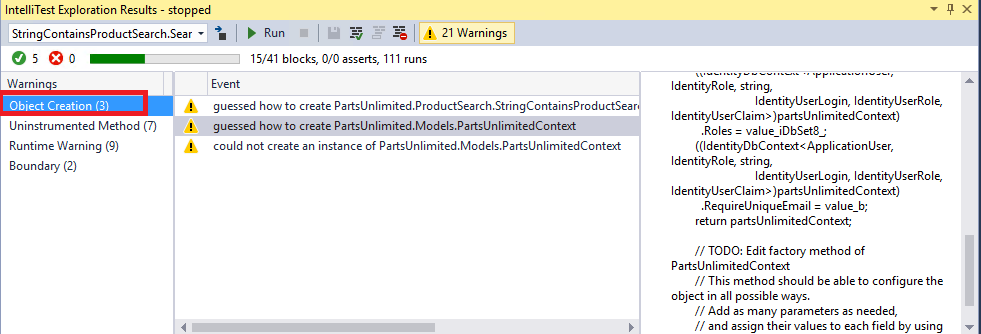 IntelliTest Exploration Results - stopped
StringContainsProductSearch.Sear
Run
21 Warnings
5
0
15/41 blocks, 0/0 asserts, 111 runs
Warnings
Object Creation (3)
Uninstrumented Method (7)
Runtime Warning (9)
Boundary (2)
Event
guessed how to create PartsUnlimited.ProductSearch.StringContainsProductSearc
guessed how to create PartsUnlimited.Models.PartsUnlimitedContext
could not create an instance of PartsUnlimited.Models.PartsUnlimitedContext
((IdentityDbContext<ApplicationUser,
IdentityRole, string,
IdentityUserLogin, IdentityUserRole,
IdentityUserClaim>)partsUnlimitedContext)
.Roles = value_iDbSet8_;
((IdentityDbContext<ApplicationUser,
IdentityRole, string,
IdentityUserLogin, IdentityUserRole,
IdentityUserClaim>)partsUnlimitedContext)
.RequireUniqueEmail = value_b;
return partsUnlimitedContext;
// TODO: Edit factory method of
PartsUnlimitedContext
// This method should be able to configure the
object in all possible ways.
// Add as many parameters as needed,
// and assign their values to each field by using